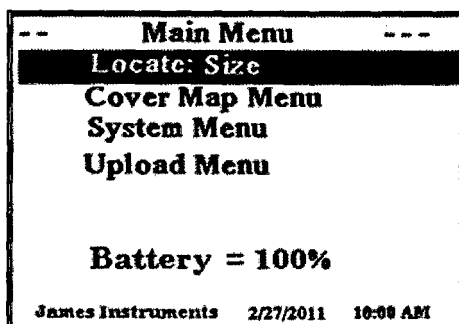 -- Main Menu ---
Locate: Size
Cover Map Menu
System Menu
Upload Menu
Battery = 100%
James Instruments 2/27/2011 10:00 AM